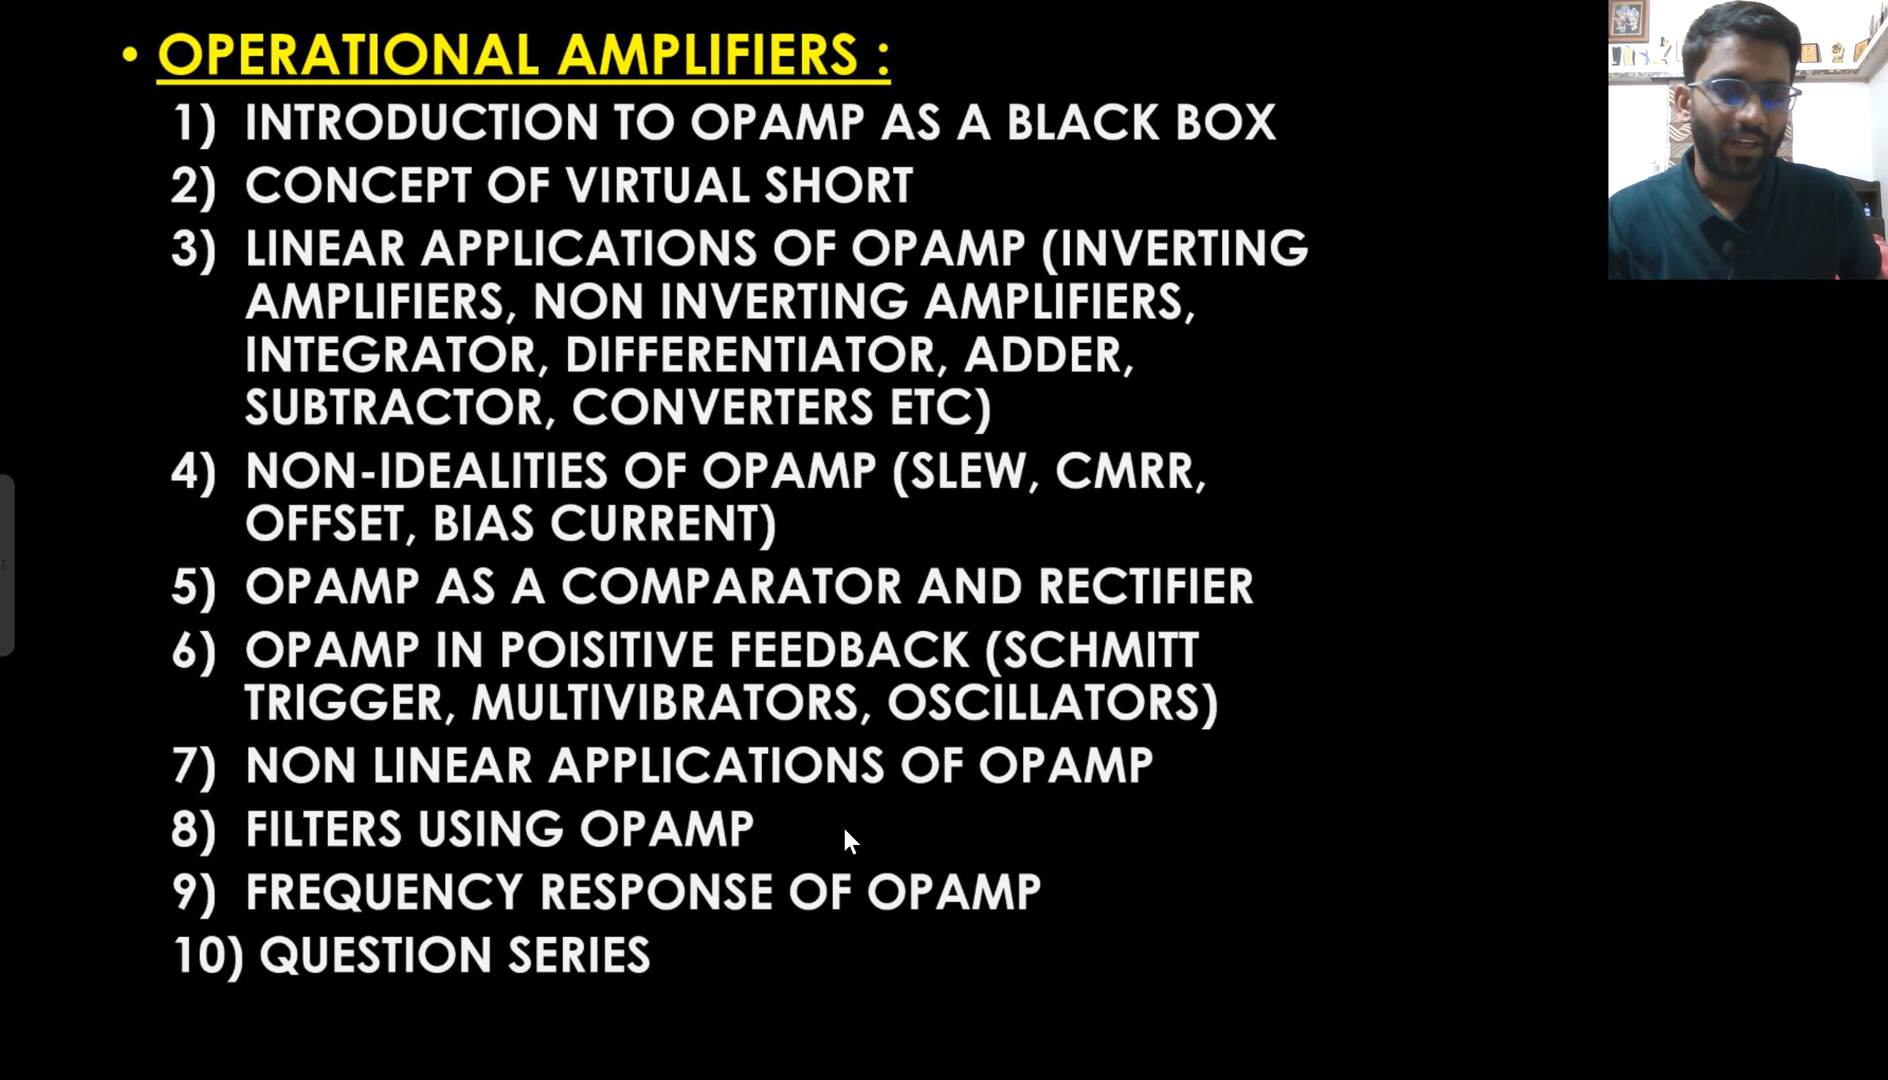 • OPERATIONAL AMPLIFIERS :
1) INTRODUCTION TO OPAMP AS A BLACK BOX
2) CONCEPT OF VIRTUAL SHORT
3) LINEAR APPLICATIONS OF OPAMP (INVERTING
AMPLIFIERS, NON INVERTING AMPLIFIERS,
INTEGRATOR, DIFFERENTIATOR, ADDER,
SUBTRACTOR, CONVERTERS ETC)
4) NON-IDEALITIES OF OPAMP (SLEW, CMRR,
OFFSET, BIAS CURRENT)
5) OPAMP AS A COMPARATOR AND RECTIFIER
6) OPAMP IN POISITIVE FEEDBACK (SCHMITT
TRIGGER, MULTIVIBRATORS, OSCILLATORS)
7) NON LINEAR APPLICATIONS OF OPAMP
8) FILTERS USING OPAMP
9) FREQUENCY RESPONSE OF OPAMP
10) QUESTION SERIES